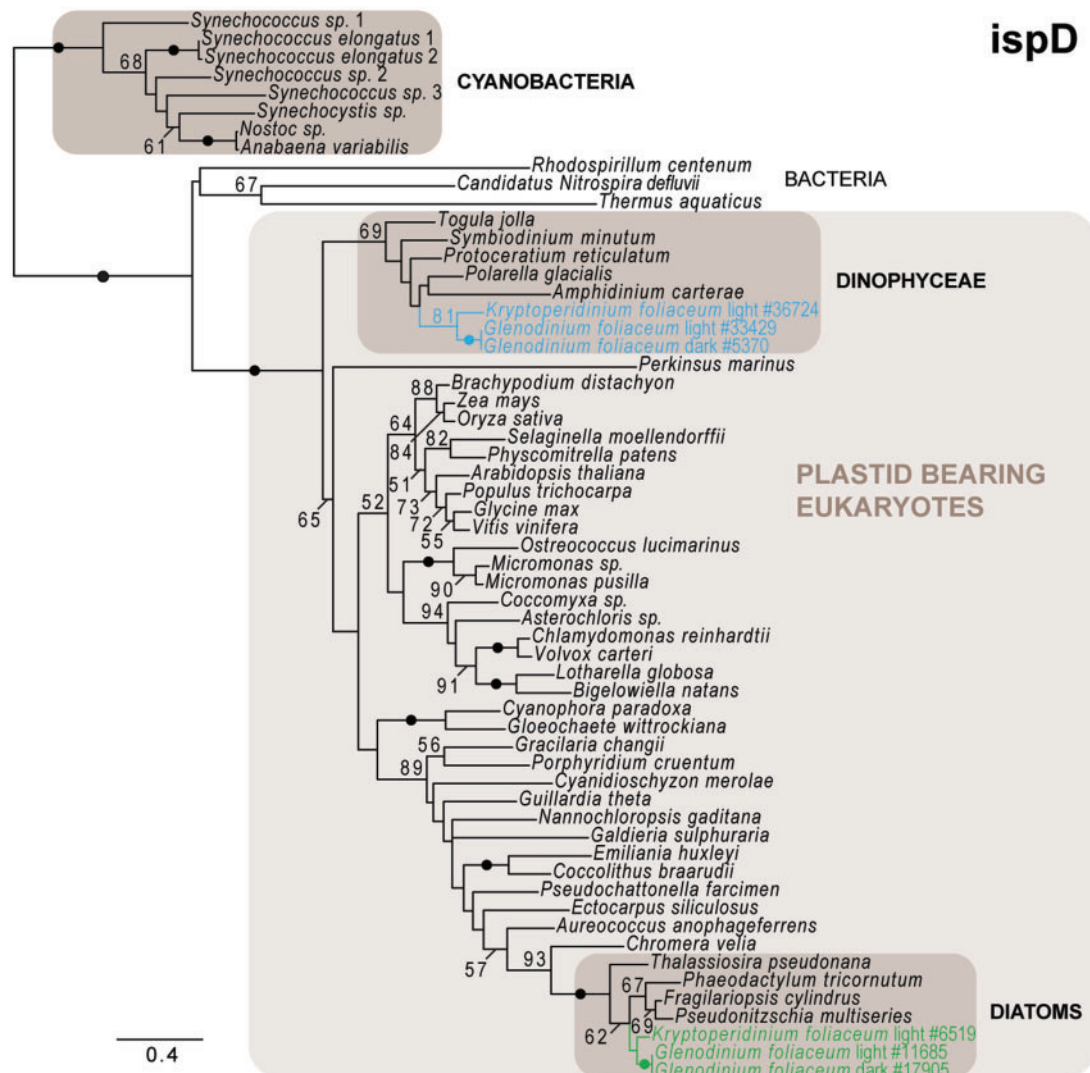 ispD
Synechococcus sp. 1
Synechococcus elongatus 1
68
Synechococcus elongatus 2
Synechococcus sp. 2
CYANOBACTERIA
Synechococcus sp. 3
Synechocystis sp.
Nostoc sp.
61
Anabaena variabilis
Rhodospirillum centenum
67
Candidatus Nitrospira defluvii
BACTERIA
Thermus aquaticus
Togula jolla
69
Symbiodinium minutum
Protoceratium reticulatum
Polarella glacialis
DINOPHYCEAE
Amphidinium carterae
81
Kryptoperidinium foliaceum light #36724
Glenodinium foliaceum light #33429
Glenodinium foliaceum dark #5370
Perkinsus marinus
88
Brachypodium distachyon
Zea mays
64
Oryza sativa
84
82
Selaginella moellendorffii
Physcomitrella patens
51
Arabidopsis thaliana
PLASTID BEARING
EUKARYOTES
52
73
Populus trichocarpa
65
72
Glycine max
55
Vitis vinifera
Ostreococcus lucimarinus
Micromonas sp.
90
Micromonas pusilla
94
Coccomyxa sp.
Asterochloris sp.
Chlamydomonas reinhardtii
Volvox carteri
91
Lotharella globosa
Bigelowiella natans
Cyanophora paradoxa
Gloeochaete wittrockiana
56
Gracilaria changii
89
Porphyridium cruentum
Cyanidioschyzon merolae
Guillardia theta
Nannochloropsis gaditana
Galdieria sulphuraria
Emiliania huxleyi
Coccolithus braarudii
Pseudochattonella farcimen
Ectocarpus siliculosus
Aureococcus anophageferrens
57
93
Chromera velia
Thalassiosira pseudonana
67
Phaeodactylum tricornutum
Fragilariopsis cylindrus
69
Pseudonitzschia multiseries
DIATOMS
62
Kryptoperidinium foliaceum light #6519
Glenodinium foliaceum light #11685
Glenodinium foliaceum dark #17905
0.4